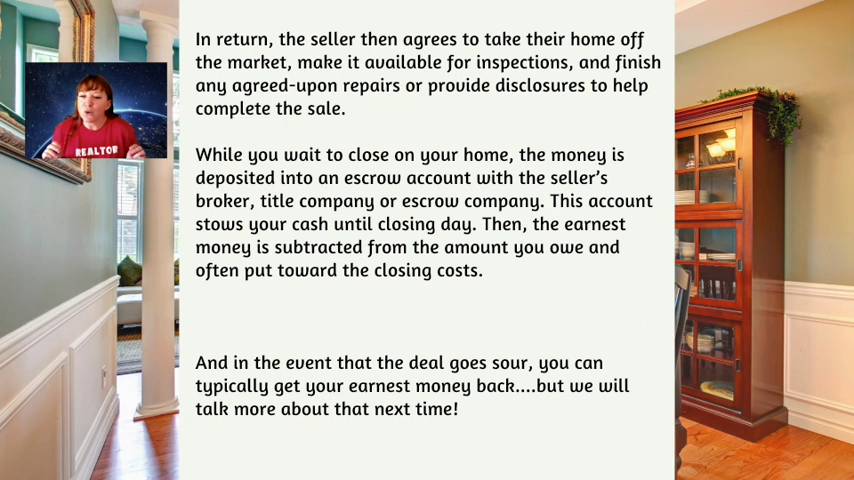 In return, the seller then agrees to take their home off
the market, make it available for inspections, and finish
any agreed-upon repairs or provide disclosures to help
complete the sale.
While you wait to close on your home, the money is
deposited into an escrow account with the seller's
broker, title company or escrow company. This account
stows your cash until closing day. Then, the earnest
money is subtracted from the amount you owe and
often put toward the closing costs.
And in the event that the deal goes sour, you can
typically get your earnest money back....but we will
talk more about that next time!
REALTOR